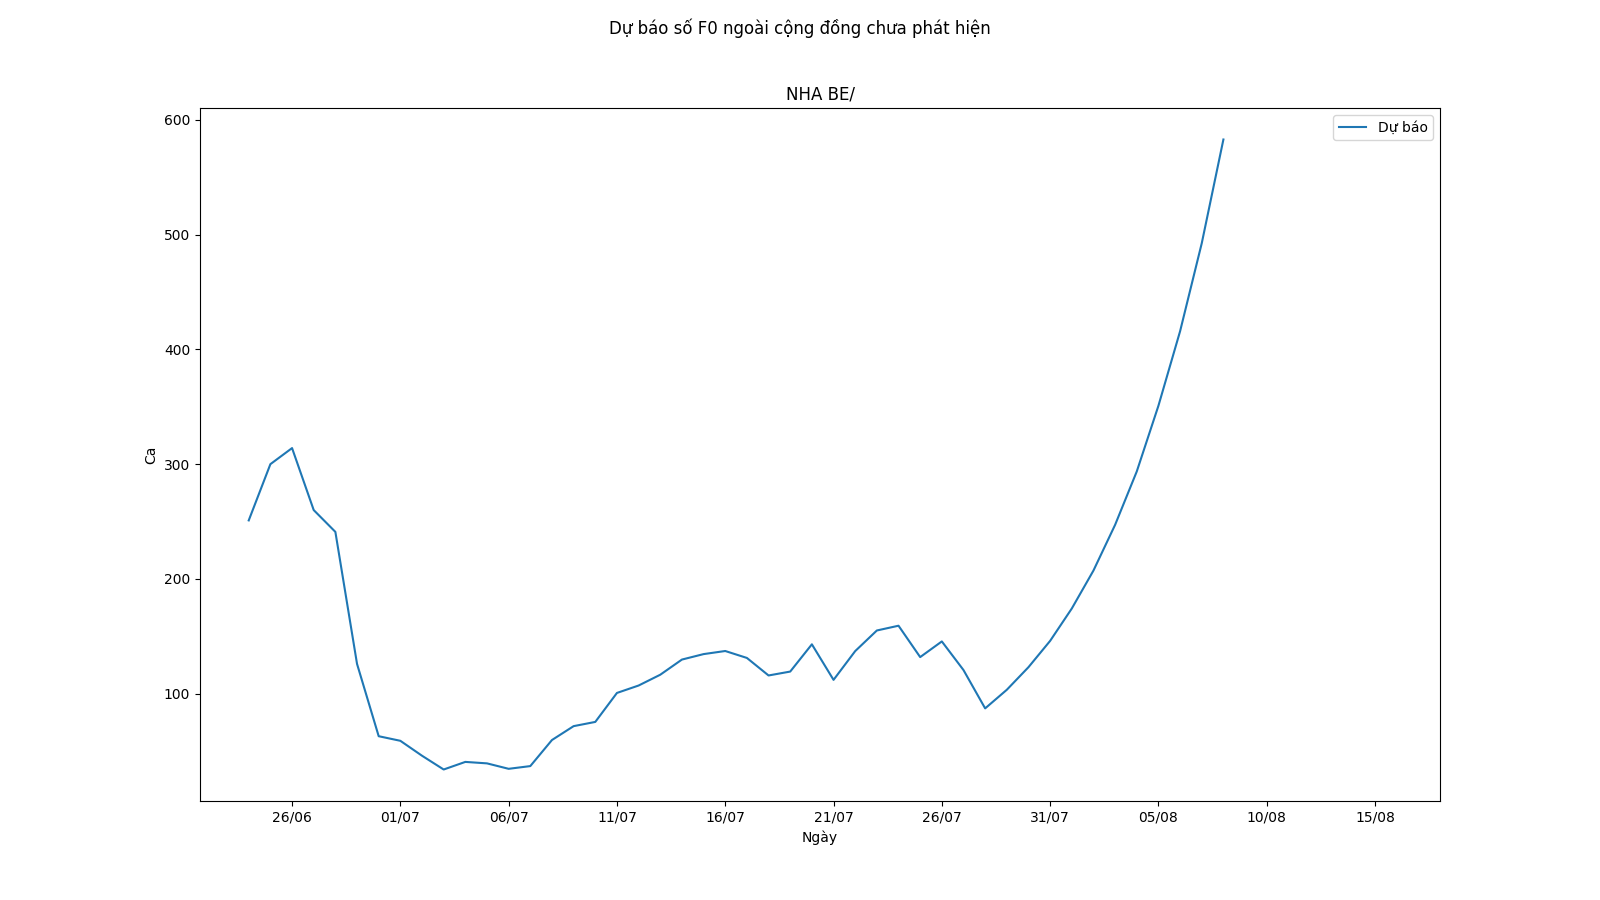 Dự báo số F0 ngoài cộng đồng chưa phát hiện
NHA BE/
Dự báo
600
500
400
300
200
100
Ca
26/06 01/07 06/07 11/07 16/07 21/07 26/07 31/07 05/08 10/08 15/08
Ngày